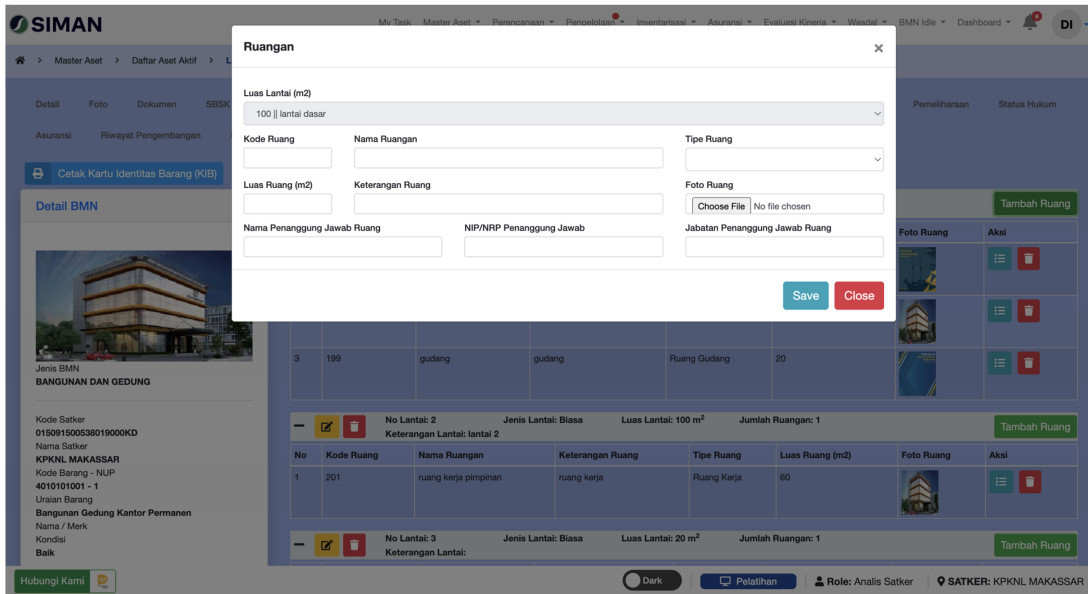 SIMAN
My Task Master Aset Perencanaan Pengelolaan Inventarisasi Asuransi Evaluasi Kinerja Wasdal BMN Idle Dashboard DI
> Master Aset > Daftar Aset Aktif >
Ruangan ×
Detail Foto Dokumen SBSK Pemeliharaan Status Hukum
Asuransi Riwayat Pengembangan
Luas Lantai (m2)
100 || lantai dasar
Kode Ruang Nama Ruangan Tipe Ruang
Luas Ruang (m2) Keterangan Ruang Foto Ruang
Choose File No file chosen
Nama Penanggung Jawab Ruang NIP/NRP Penanggung Jawab Jabatan Penanggung Jawab Ruang
Save Close
Cetak Kartu Identitas Barang (KIB)
Detail BMN
Jenis BMN
BANGUNAN DAN GEDUNG
Kode Satker
015091500538019000KD
Nama Satker
KPKNL MAKASSAR
Kode Barang - NUP
4010101001 - 1
Uraian Barang
Bangunan Gedung Kantor Permanen
Nama / Merk
Kondisi
Baik
Tambah Ruang
Foto Ruang Aksi
3 199 gudang gudang Ruang Gudang 20
No Lantai: 2 Jenis Lantai: Biasa Luas Lantai: 100 m² Jumlah Ruangan: 1
Keterangan Lantai: lantai 2
Tambah Ruang
No Kode Ruang Nama Ruangan Keterangan Ruang Tipe Ruang Luas Ruang (m2) Foto Ruang Aksi
1 201 ruang kerja pimpinan ruang kerja Ruang Kerja 60
No Lantai: 3 Jenis Lantai: Biasa Luas Lantai: 20 m² Jumlah Ruangan: 1
Keterangan Lantai:
Tambah Ruang
Hubungi Kami Dark Pelatihan Role: Analis Satker SATKER: KPKNL MAKASSAR